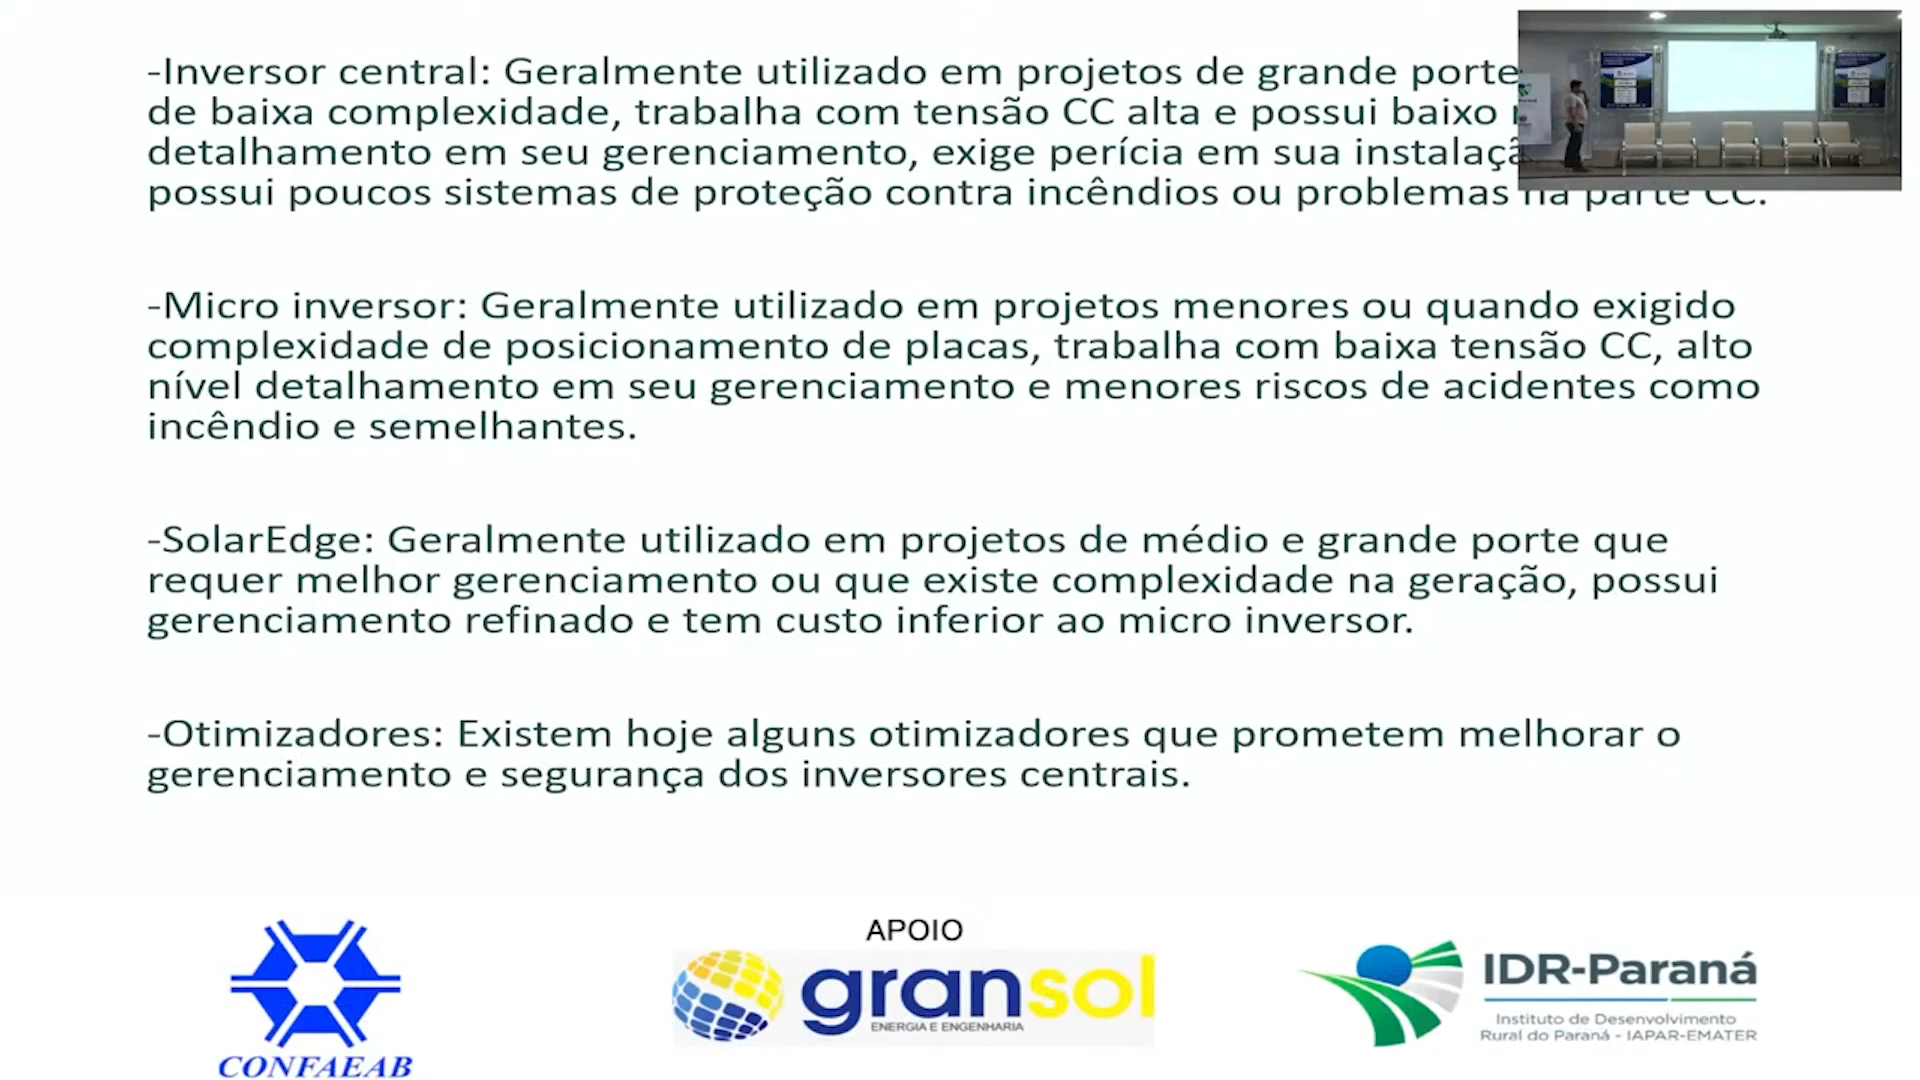 -Inversor central: Geralmente utilizado em projetos de grande porte
de baixa complexidade, trabalha com tensão CC alta e possui baixo
detalhamento em seu gerenciamento, exige perícia em sua
possui poucos sistemas de proteção contra incêndios ou problemas na parte CC.
-Micro inversor: Geralmente utilizado em projetos menores ou quando exigido
complexidade de posicionamento de placas, trabalha com baixa tensão CC, alto
nível detalhamento em seu gerenciamento e menores riscos de acidentes como
incêndio e semelhantes.
-SolarEdge: Geralmente utilizado em projetos de médio e grande porte que
requer melhor gerenciamento ou que existe complexidade na geração, possui
gerenciamento refinado e tem custo inferior ao micro inversor.
-Otimizadores: Existem hoje alguns otimizadores que prometem melhorar o
gerenciamento e segurança dos inversores centrais.
APOIO
CONFAEAB
gransol
ENERGIA E ENGENHARIA
IDR-Paraná
Instituto de Desenvolvimento
Rural do Paraná - IAPAR-EMATER